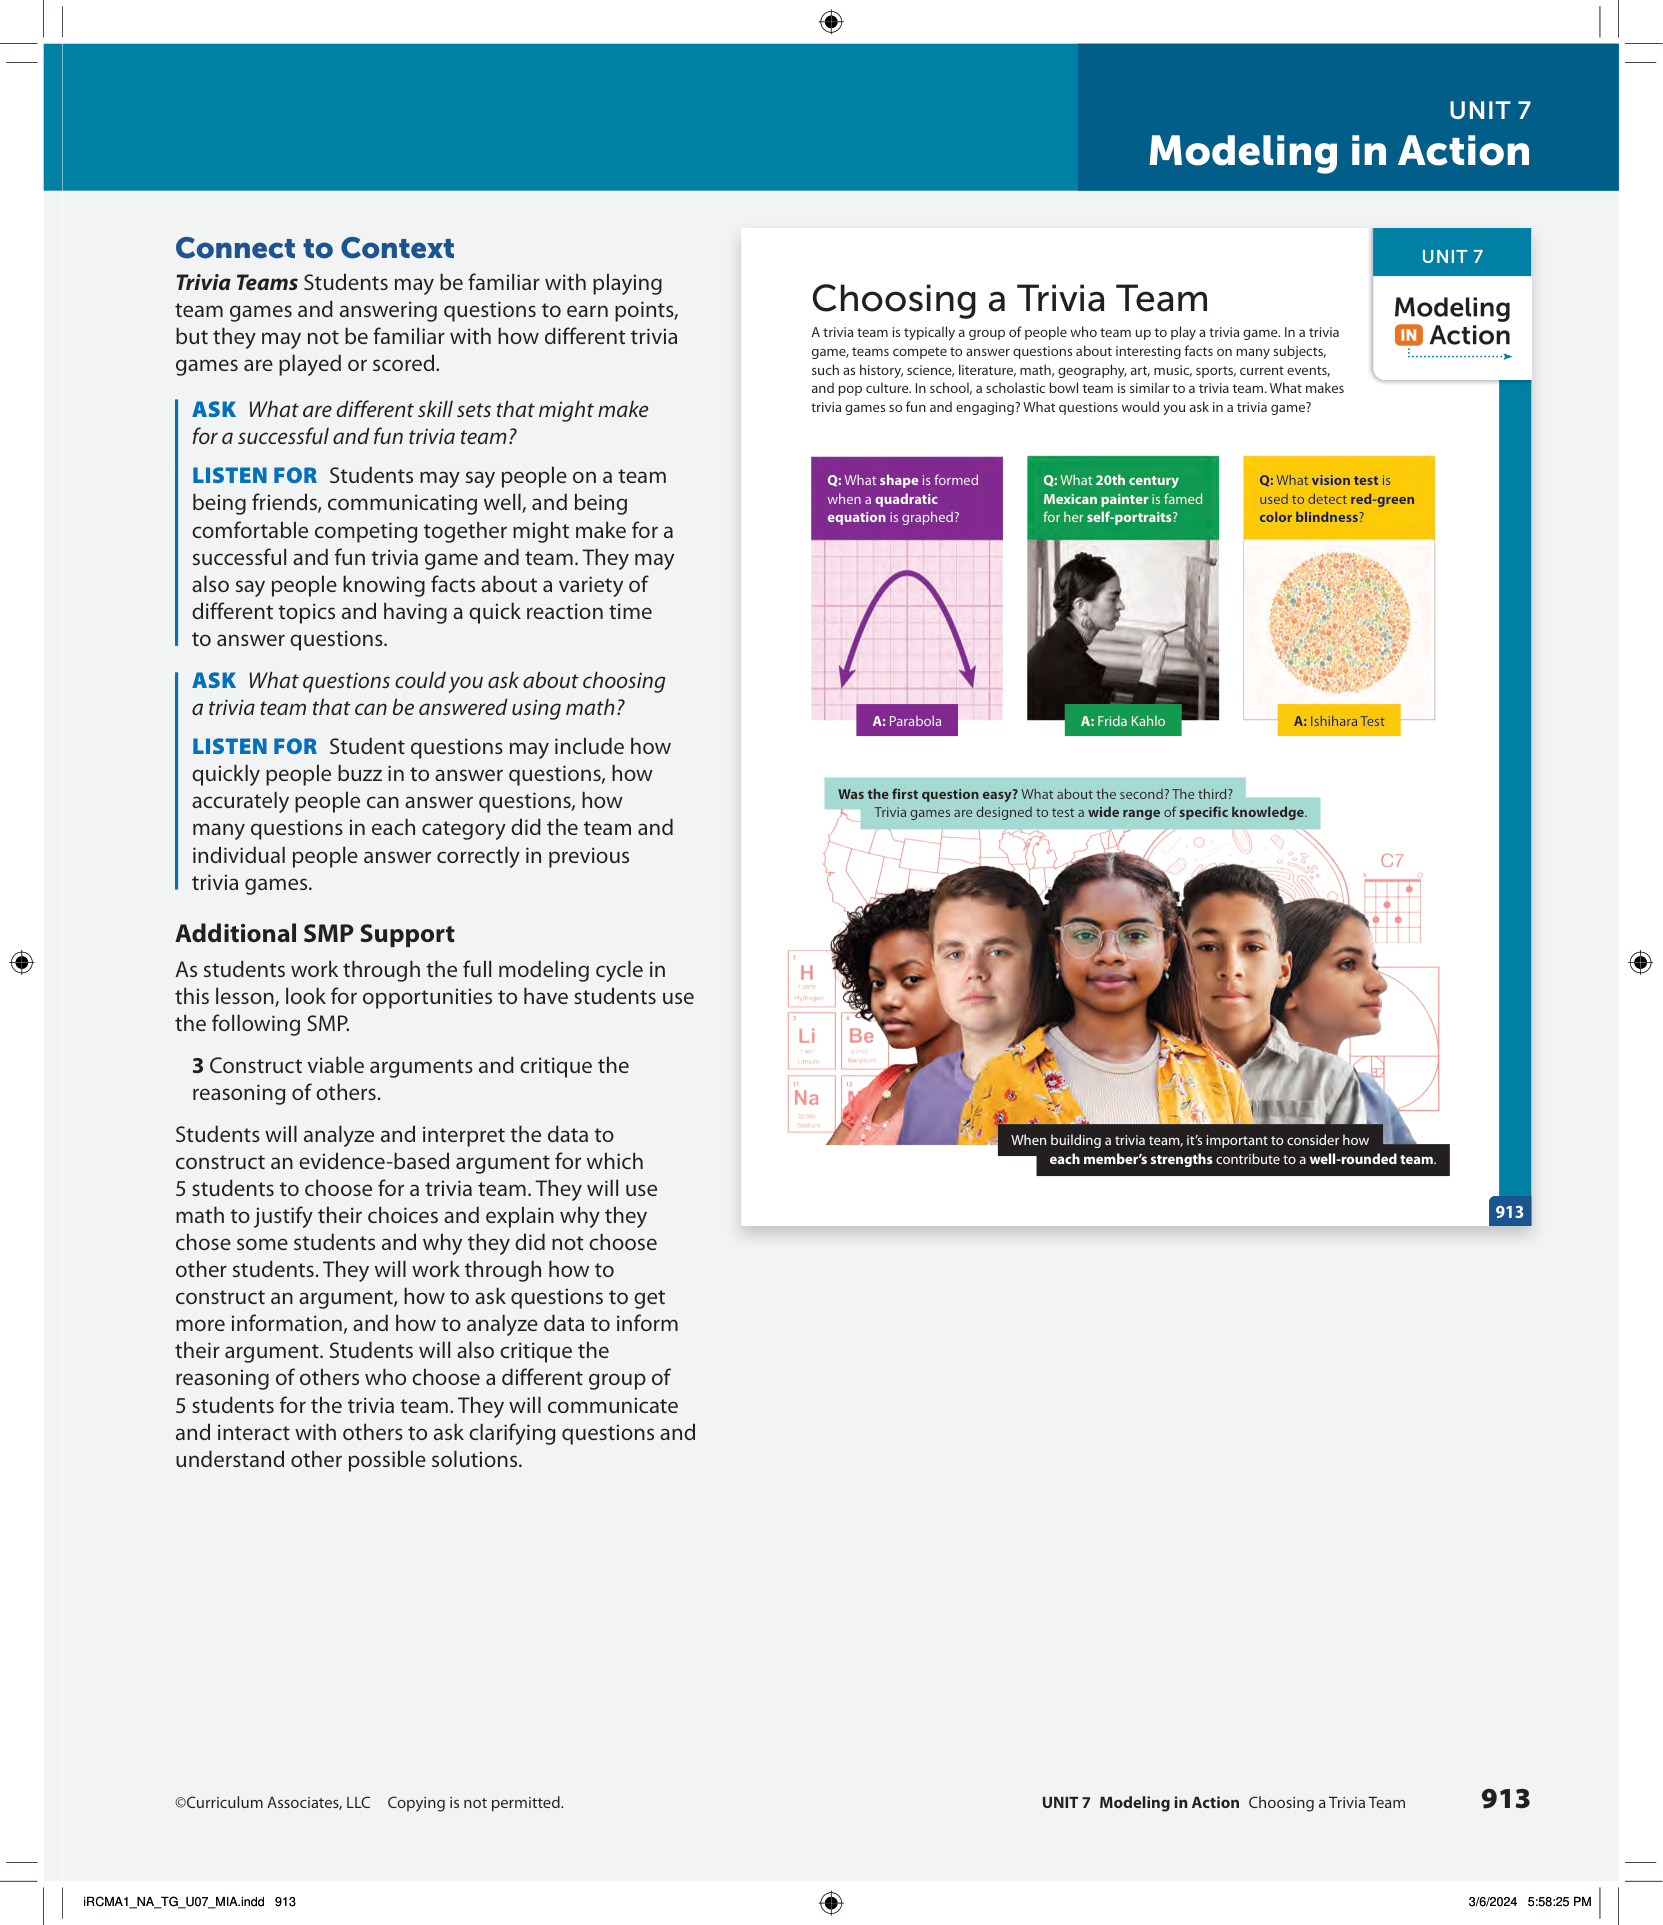 UNIT 7
Modeling in Action
Connect to Context
Trivia Teams Students may be familiar with playing
team games and answering questions to earn points,
but they may not be familiar with how different trivia
games are played or scored.
ASK What are different skill sets that might make
for a successful and fun trivia team?
LISTEN FOR Students may say people on a team
being friends, communicating well, and being
comfortable competing together might make for a
successful and fun trivia game and team. They may
also say people knowing facts about a variety of
different topics and having a quick reaction time
to answer questions.
ASK What questions could you ask about choosing
a trivia team that can be answered using math?
LISTEN FOR Student questions may include how
quickly people buzz in to answer questions, how
accurately people can answer questions, how
many questions in each category did the team and
individual people answer correctly in previous
trivia games.
Additional SMP Support
As students work through the full modeling cycle in
this lesson, look for opportunities to have students use
the following SMP.
3 Construct viable arguments and critique the
reasoning of others.
Students will analyze and interpret the data to
construct an evidence-based argument for which
5 students to choose for a trivia team. They will use
math to justify their choices and explain why they
chose some students and why they did not choose
other students. They will work through how to
construct an argument, how to ask questions to get
more information, and how to analyze data to inform
their argument. Students will also critique the
reasoning of others who choose a different group of
5 students for the trivia team. They will communicate
and interact with others to ask clarifying questions and
understand other possible solutions.
UNIT 7
Modeling
IN Action
Choosing a Trivia Team
A trivia team is typically a group of people who team up to play a trivia game. In a trivia
game, teams compete to answer questions about interesting facts on many subjects,
such as history, science, literature, math, geography, art, music, sports, current events,
and pop culture. In school, a scholastic bowl team is similar to a trivia team. What makes
trivia games so fun and engaging? What questions would you ask in a trivia game?
Q: What shape is formed
when a quadratic
equation is graphed?
A: Parabola
Q: What 20th century
Mexican painter is famed
for her self-portraits?
A: Frida Kahlo
Q: What vision test is
used to detect red-green
color blindness?
23
A: Ishihara Test
Was the first question easy? What about the second? The third?
Trivia games are designed to test a wide range of specific knowledge.
C7
X O
1
H
1.0079
Hydrogen
3
Li
Lithium
4
Be
9.0122
Beryllium
11
Na
22.990
Sodium
12
When building a trivia team, it's important to consider how
each member's strengths contribute to a well-rounded team.
913
©Curriculum Associates, LLC Copying is not permitted.
UNIT 7 Modeling in Action Choosing a Trivia Team 913
iRCMA1_NA_TG_U07_MIA.indd 913
3/6/2024 5:58:25 PM